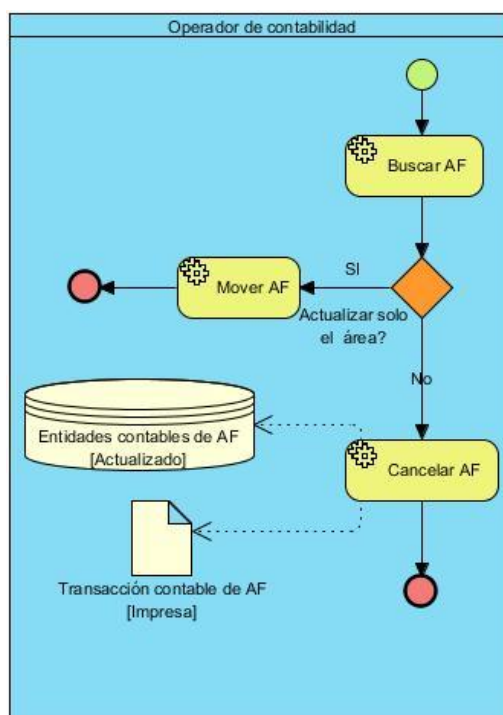 Operador de contabilidad
Buscar AF
SI
Mover AF
Actualizar solo
el área?
No
Entidades contables de AF
[Actualizado]
Cancelar AF
Transacción contable de AF
[Impresa]